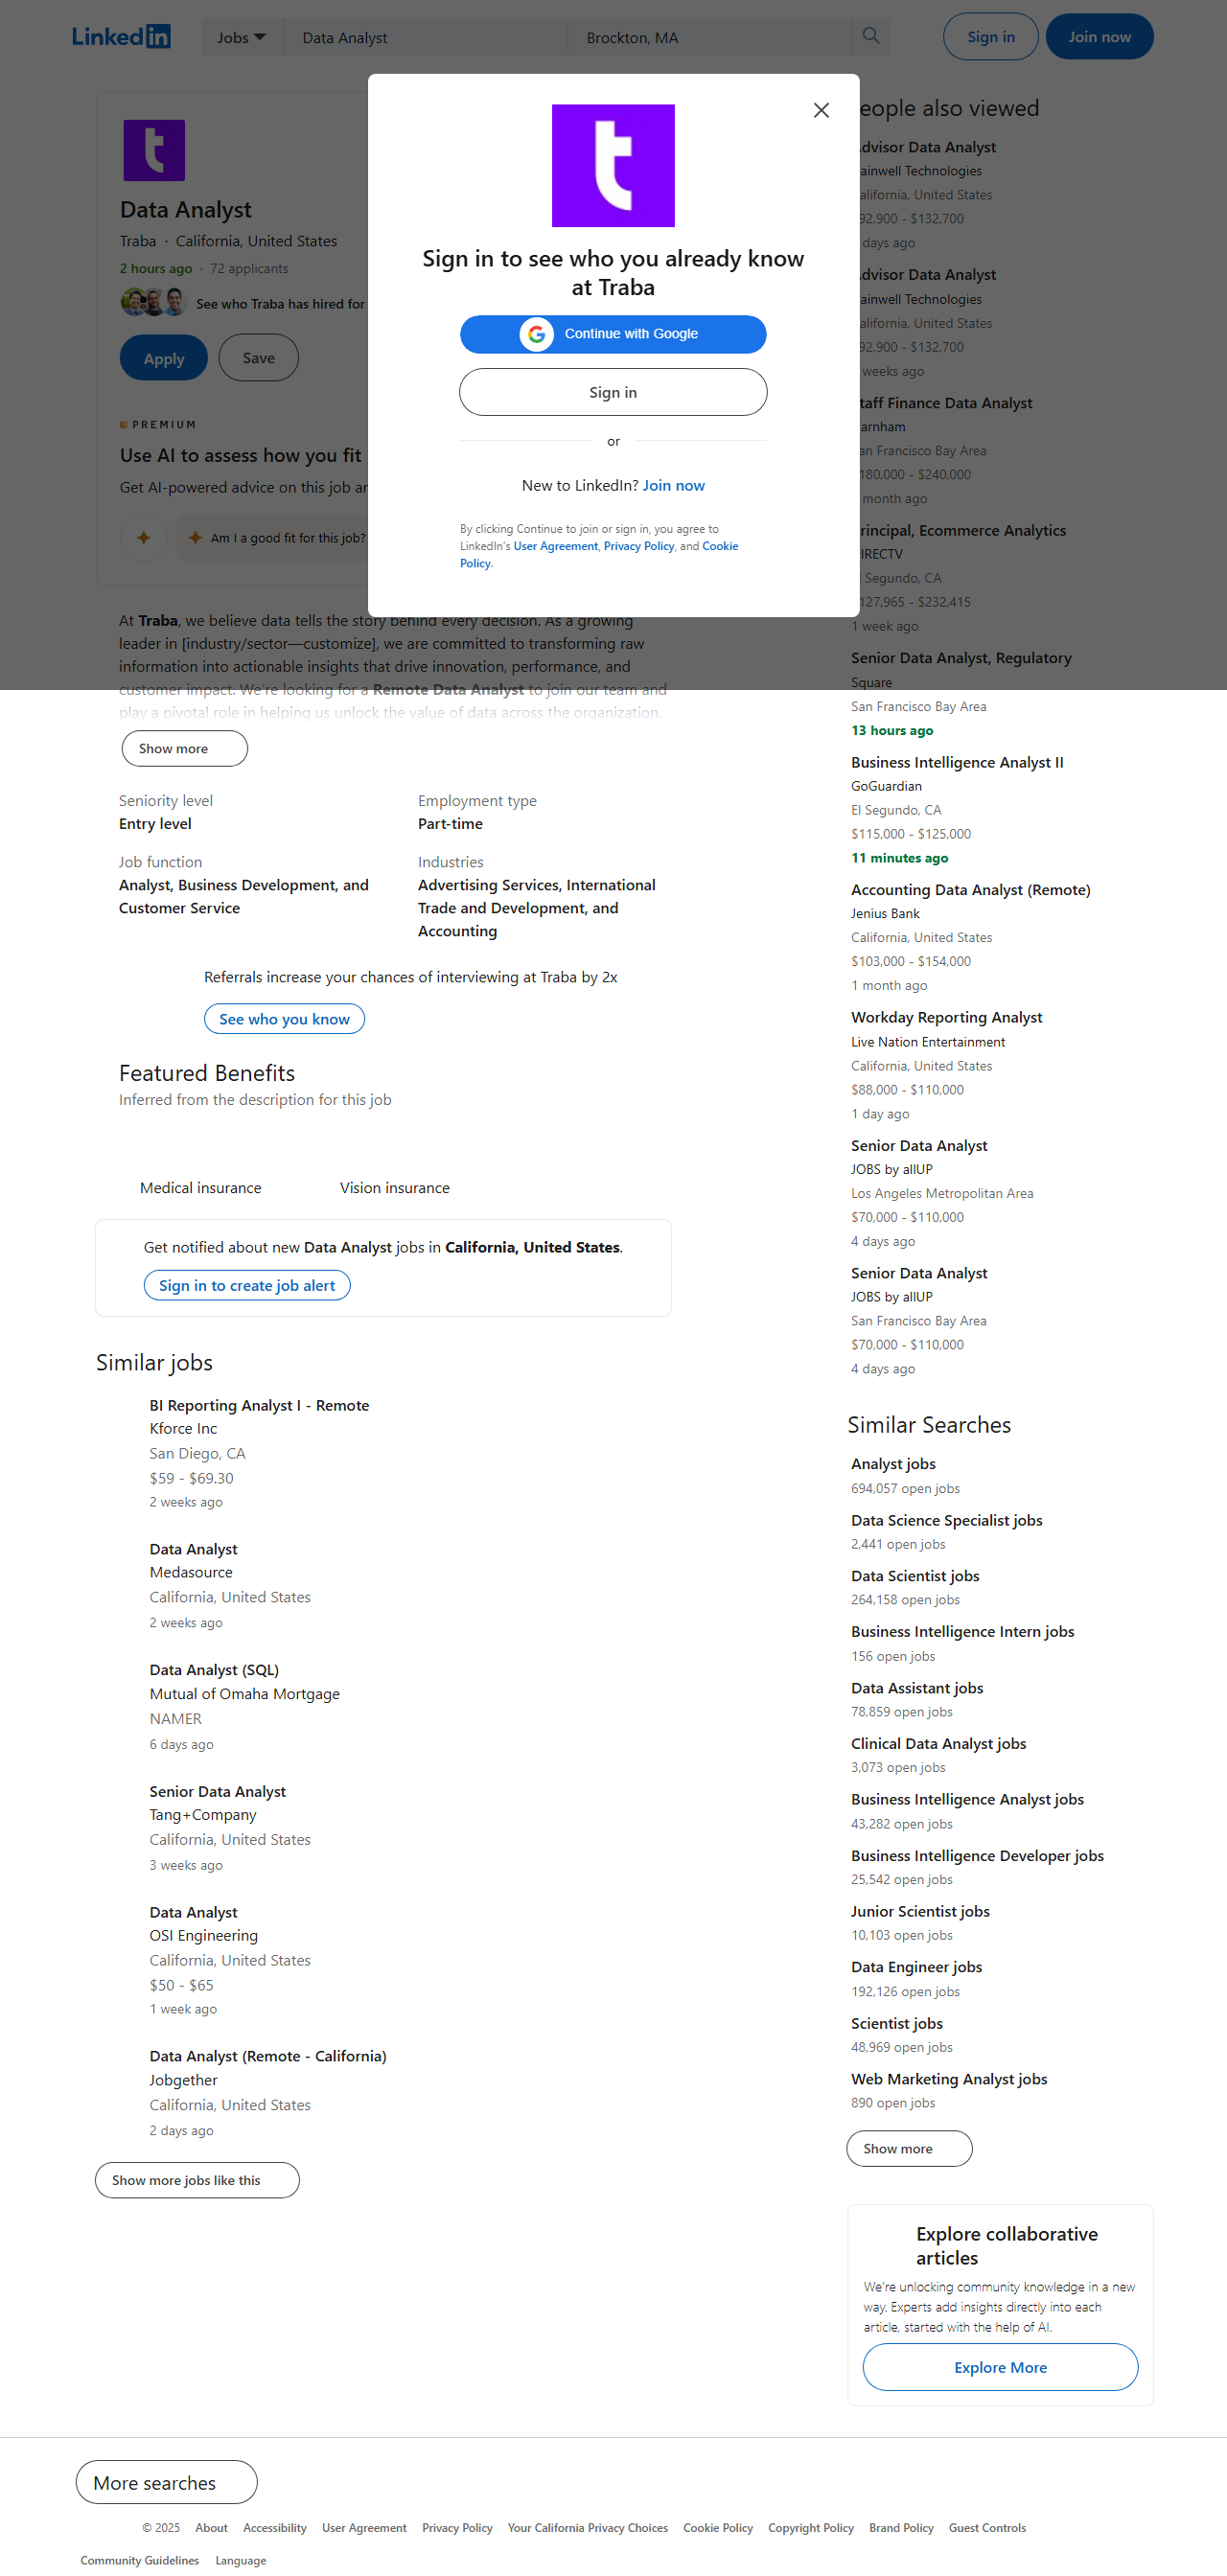 LinkedIn
Jobs
Data Analyst
Brockton, MA
Sign in
Join now
Data Analyst
Traba · California, United States
2 hours ago · 72 applicants
See who Traba has hired for
Apply
Save
PREMIUM
Use AI to assess how you fit
Get AI-powered advice on this job
Am I a good fit for this job?
Sign in to see who you already know
at Traba
Continue with Google
Sign in
or
New to LinkedIn? Join now
By clicking Continue to join or sign in, you agree to
LinkedIn's User Agreement, Privacy Policy, and Cookie
Policy.
At Traba, we believe data tells the story behind every decision. As a growing
leader in [industry/sector—customize], we are committed to transforming raw
information into actionable insights that drive innovation, performance, and
customer impact. We're looking for a Remote Data Analyst to join our team and
play a pivotal role in helping us unlock the value of data across the organization.
Show more
Seniority level
Entry level
Employment type
Part-time
Job function
Analyst, Business Development, and
Customer Service
Industries
Advertising Services, International
Trade and Development, and
Accounting
Referrals increase your chances of interviewing at Traba by 2x
See who you know
Featured Benefits
Inferred from the description for this job
Medical insurance
Vision insurance
Get notified about new Data Analyst jobs in California, United States.
Sign in to create job alert
Similar jobs
BI Reporting Analyst I - Remote
Kforce Inc
San Diego, CA
$59 - $69.30
2 weeks ago
Data Analyst
Medasource
California, United States
2 weeks ago
Data Analyst (SQL)
Mutual of Omaha Mortgage
NAMER
6 days ago
Senior Data Analyst
Tang+Company
California, United States
3 weeks ago
Data Analyst
OSI Engineering
California, United States
$50 - $65
1 week ago
Data Analyst (Remote - California)
Jobgether
California, United States
2 days ago
Show more jobs like this
also viewed
Data Analyst
Technologies
United States
- $132,700
days ago
Data Analyst
Technologies
United States
- $132,700
weeks ago
Finance Data Analyst
Francisco Bay Area
- $240,000
month ago
Ecommerce Analytics
Segundo, CA
- $232,415
1 week ago
Senior Data Analyst, Regulatory
Square
San Francisco Bay Area
13 hours ago
Business Intelligence Analyst II
GoGuardian
El Segundo, CA
$115,000 - $125,000
11 minutes ago
Accounting Data Analyst (Remote)
Jenius Bank
California, United States
$103,000 - $154,000
1 month ago
Workday Reporting Analyst
Live Nation Entertainment
California, United States
$88,000 - $110,000
1 day ago
Senior Data Analyst
JOBS by allUP
Los Angeles Metropolitan Area
$70,000 - $110,000
4 days ago
Senior Data Analyst
JOBS by allUP
San Francisco Bay Area
$70,000 - $110,000
4 days ago
Similar Searches
Analyst jobs
694,057 open jobs
Data Science Specialist jobs
2,441 open jobs
Data Scientist jobs
264,158 open jobs
Business Intelligence Intern jobs
156 open jobs
Data Assistant jobs
78,859 open jobs
Clinical Data Analyst jobs
3,073 open jobs
Business Intelligence Analyst jobs
43,282 open jobs
Business Intelligence Developer jobs
25,542 open jobs
Junior Scientist jobs
10,103 open jobs
Data Engineer jobs
192,126 open jobs
Scientist jobs
48,969 open jobs
Web Marketing Analyst jobs
890 open jobs
Show more
Explore collaborative
articles
We're unlocking community knowledge in a new
way. Experts add insights directly into each
article, started with the help of AI.
Explore More
More searches
© 2025 About Accessibility User Agreement Privacy Policy Your California Privacy Choices Cookie Policy Copyright Policy Brand Policy Guest Controls
Community Guidelines Language